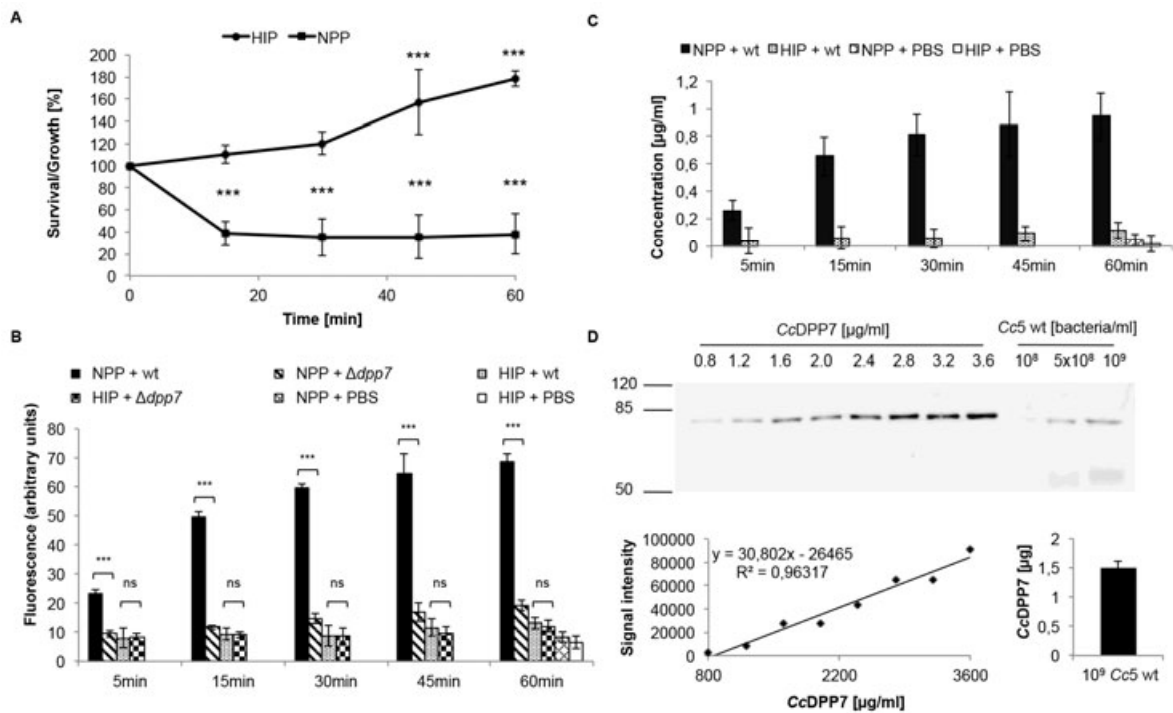 A
HIP NPP
Survival/Growth [%]
200
180
160
140
120
100
80
60
40
20
0
*** ***
*** *** *** ***
0 20 40 60
Time [min]
B
NPP + wt NPP + Δdpp7 HIP + wt
HIP + Δdpp7 NPP + PBS HIP + PBS
Fluorescence (arbitrary units)
80
70
60
50
40
30
20
10
0
*** *** *** *** ***
ns ns ns ns ns
5min 15min 30min 45min 60min
C
NPP + wt HIP + wt NPP + PBS HIP + PBS
Concentration [µg/ml]
1,2
1
0,8
0,6
0,4
0,2
0
5min 15min 30min 45min 60min
D
CcDPP7 [µg/ml] Cc5 wt [bacteria/ml]
0.8 1.2 1.6 2.0 2.4 2.8 3.2 3.6 10⁸ 5x10⁸ 10⁹
120
85
50
Signal intensity
100000
80000
60000
40000
20000
0
y = 30,802x - 26465
R² = 0,96317
800 2200 3600
CcDPP7 [µg/ml]
CcDPP7 [µg]
2
1,5
1
0,5
0
10⁹ Cc5 wt